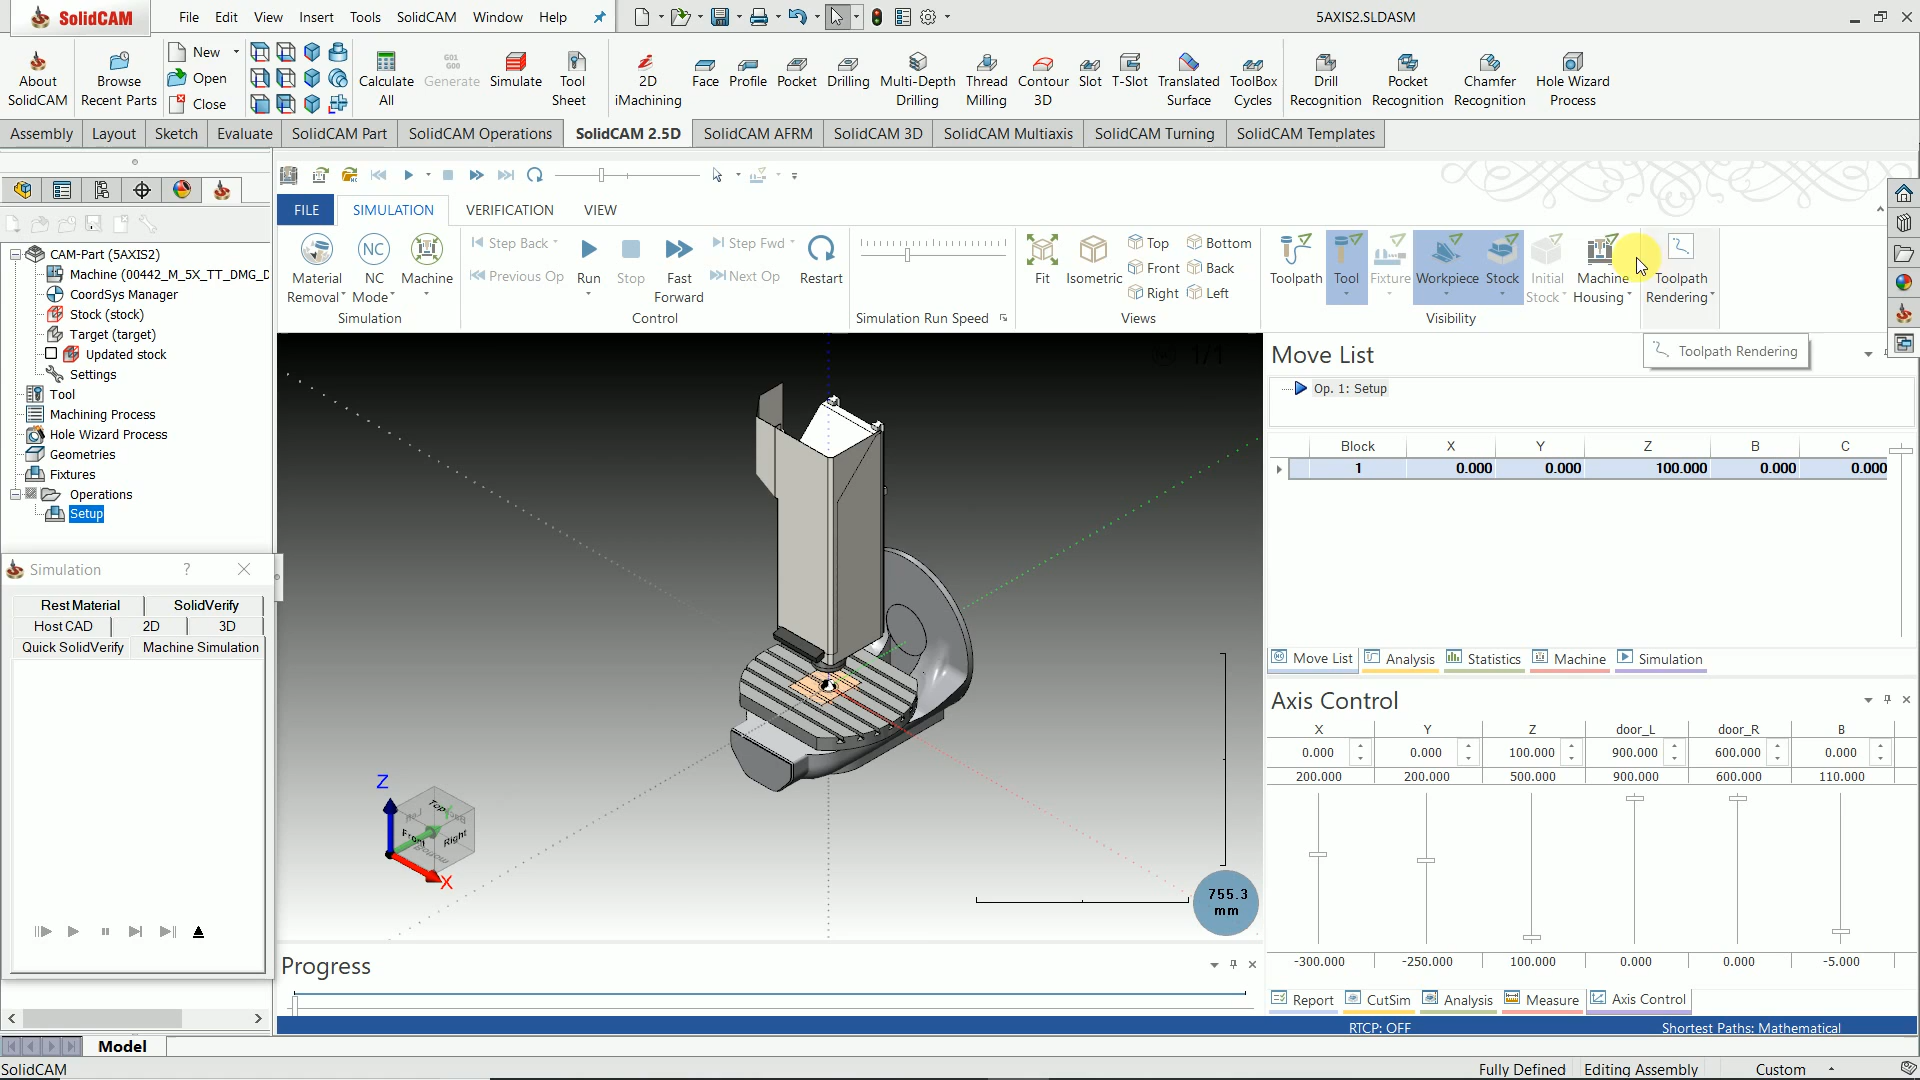 SolidCAM
File Edit View Insert Tools SolidCAM Window Help
5AXIS2.SLDASM
About SolidCAM
Browse Recent Parts
New
Open
Close
Calculate All
G01 G00
Generate
Simulate
Tool Sheet
2D iMachining
Face
Profile
Pocket
Drilling
Multi-Depth Drilling
Thread Milling
Contour 3D
Slot
T-Slot
Translated Surface
ToolBox Cycles
Drill Recognition
Pocket Recognition
Chamfer Recognition
Hole Wizard Process
Assembly Layout Sketch Evaluate SolidCAM Part SolidCAM Operations SolidCAM 2.5D SolidCAM AFRM SolidCAM 3D SolidCAM Multiaxis SolidCAM Turning SolidCAM Templates
FILE SIMULATION VERIFICATION VIEW
Material Removal
NC
NC Mode
Machine
Simulation
Step Back
Previous Op
Run
Stop
Fast Forward
Step Fwd
Next Op
Restart
Control
Simulation Run Speed
Fit
Isometric
Top
Front
Right
Bottom
Back
Left
Views
Toolpath
Tool
Fixture
Workpiece
Stock
Initial Stock
Machine Housing
Toolpath Rendering
Visibility
Toolpath Rendering
CAM-Part (5AXIS2)
Machine (00442_M_5X_TT_DMG_D
CoordSys Manager
Stock (stock)
Target (target)
Updated stock
Settings
Tool
Machining Process
Hole Wizard Process
Geometries
Fixtures
Operations
Setup
Simulation ?
Rest Material SolidVerify
Host CAD 2D 3D
Quick SolidVerify Machine Simulation
1/1
Z
Top
Front
Right
X
755.3
mm
Progress
Move List
Op. 1: Setup
Block X Y Z B C
1 0.000 0.000 100.000 0.000 0.000
Move List Analysis Statistics Machine Simulation
Axis Control
X Y Z door_L door_R B
0.000 0.000 100.000 900.000 600.000 0.000
200.000 200.000 500.000 900.000 600.000 110.000
-300.000 -250.000 100.000 0.000 0.000 -5.000
Report CutSim Analysis Measure Axis Control
RTCP: OFF Shortest Paths: Mathematical
Model
SolidCAM Fully Defined Editing Assembly Custom